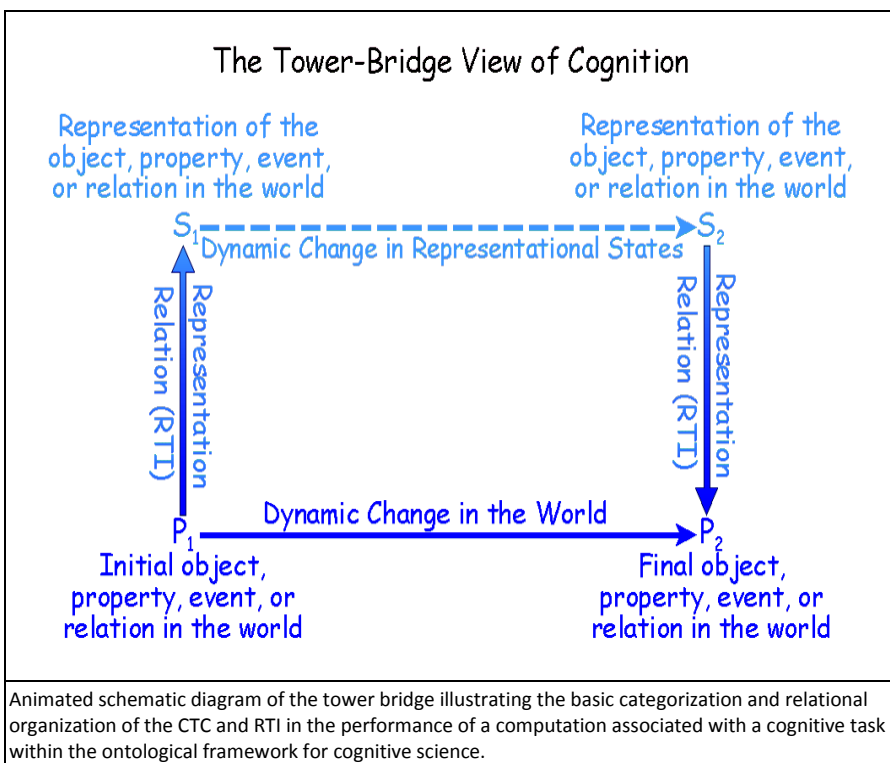 The Tower-Bridge View of Cognition
Representation of the
object, property, event,
or relation in the world
Representation of the
object, property, event,
or relation in the world
S1
S2
Dynamic Change in Representational States
Representation
Relation (RTI)
Representation
Relation (RTI)
Dynamic Change in the World
P1
P2
Initial object,
property, event, or
relation in the world
Final object,
property, event, or
relation in the world
Animated schematic diagram of the tower bridge illustrating the basic categorization and relational
organization of the CTC and RTI in the performance of a computation associated with a cognitive task
within the ontological framework for cognitive science.